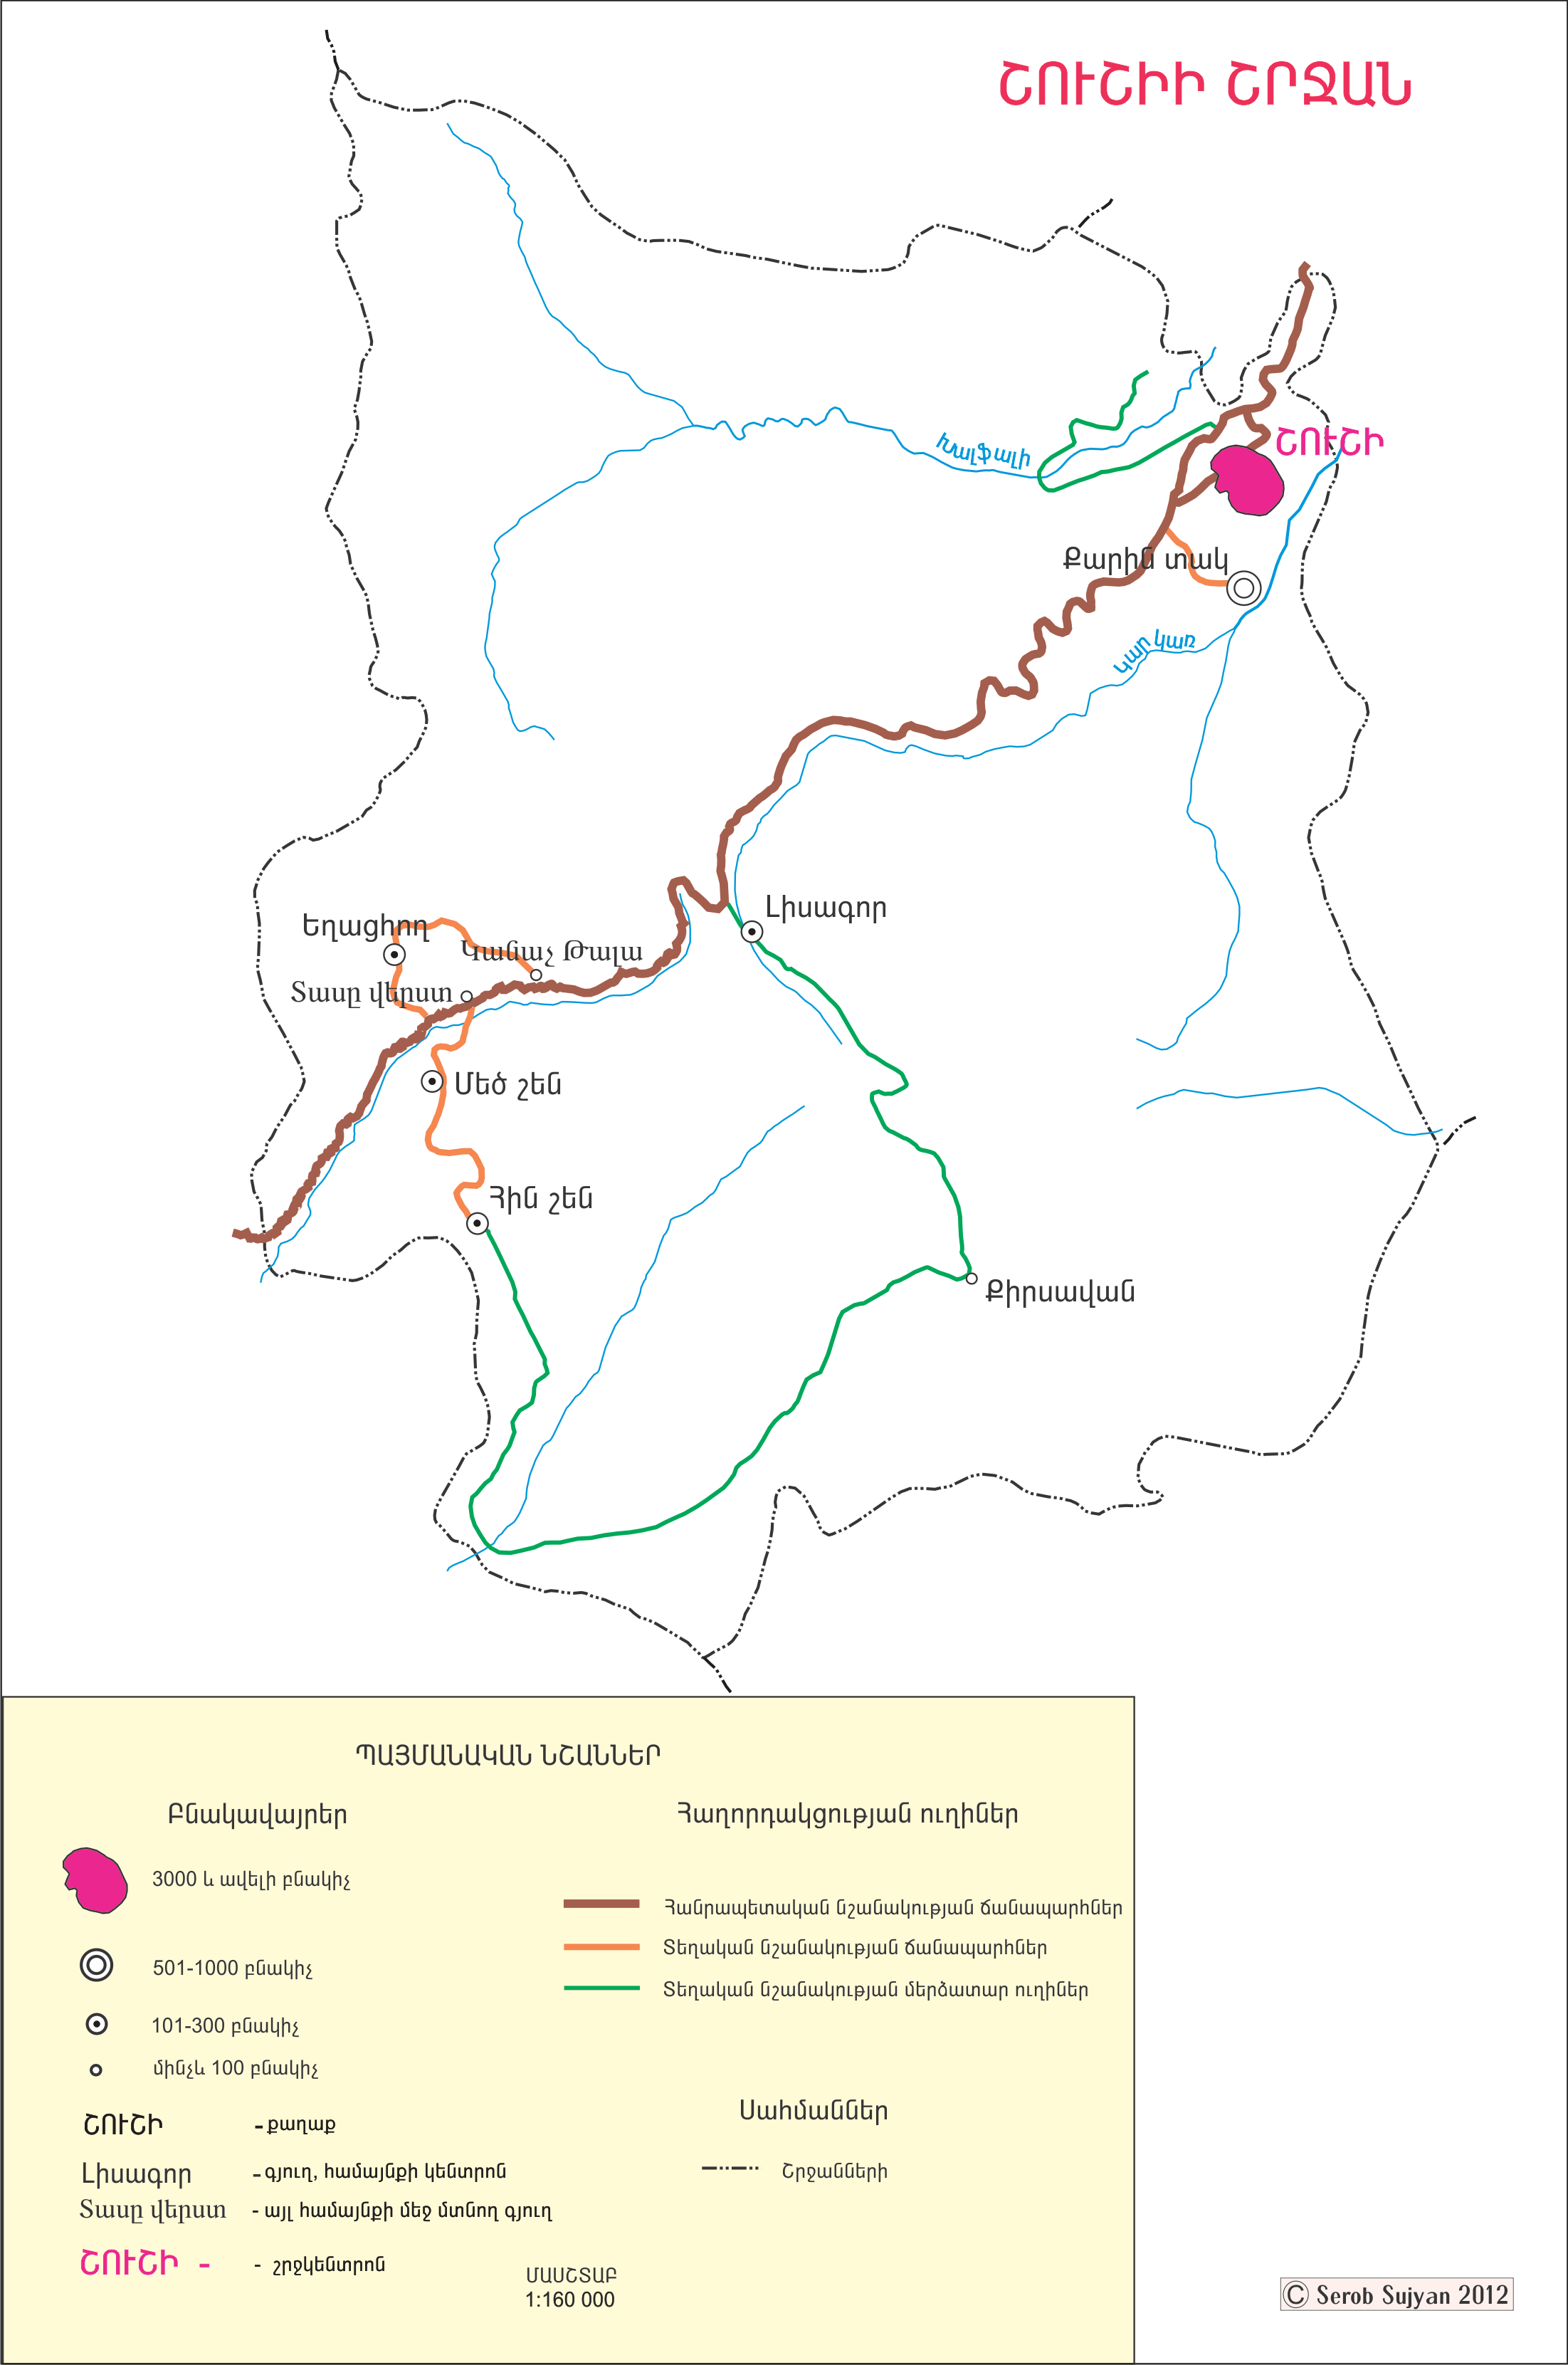 ՇՈՒՇԻԻ ՇՐՋԱՆ
ՇՈՒՇԻ
Խալֆալի
Քարին տակ
Կար կառ
Լիսագոր
Եղացհող
Կանաչ Թալա
Տասը վերստ
Մեծ շեն
Հին շեն
Քիրսավան
ՊԱՅՄԱՆԱԿԱՆ ՆՇԱՆՆԵՐ
Բնակավայրեր
3000 և ավելի բնակիչ
501-1000 բնակիչ
101-300 բնակիչ
մինչև 100 բնակիչ
ՇՈՒՇԻ - քաղաք
Լիսագոր - գյուղ, համայնքի կենտրոն
Տասը վերստ - այլ համայնքի մեջ մտնող գյուղ
ՇՈՒՇԻ - - շրջկենտրոն
Հաղորդակցության ուղիներ
Հանրապետական նշանակության ճանապարհներ
Տեղական նշանակության ճանապարհներ
Տեղական նշանակության մերձատար ուղիներ
Սահմաններ
Շրջանների
ՄԱՍՇՏԱԲ
1:160 000
© Serob Sujyan 2012